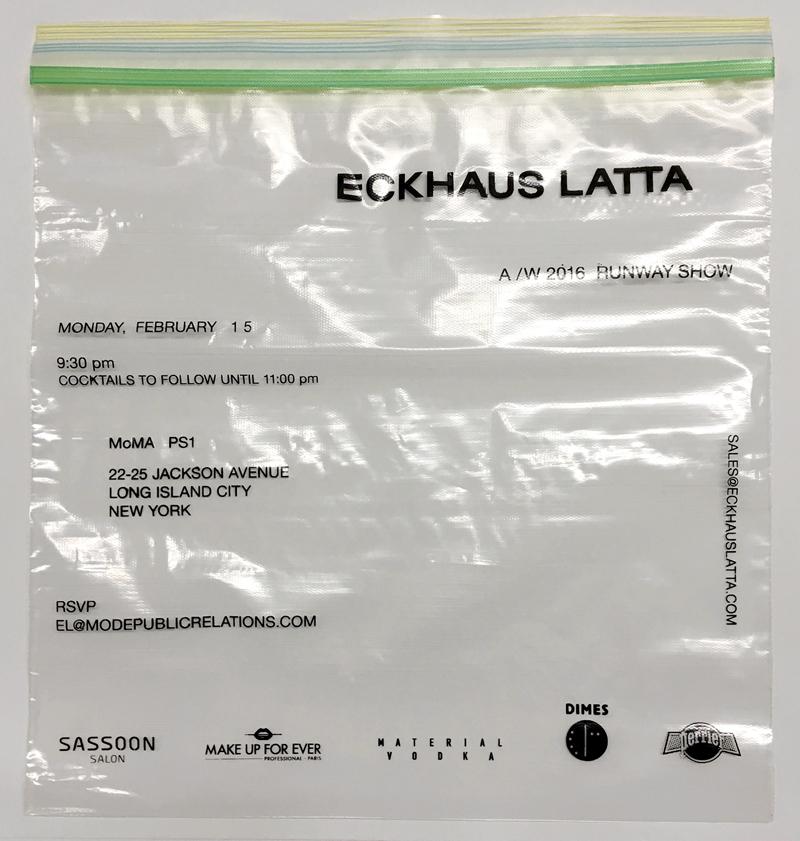 ECKHAUS LATTA
A/W 2016 RUNWAY SHOW
MONDAY, FEBRUARY 15
9:30 pm
COCKTAILS TO FOLLOW UNTIL 11:00 pm
MoMA PS1
22-25 JACKSON AVENUE
LONG ISLAND CITY
NEW YORK
SALES@ECKHAUSLATTA.COM
RSVP
EL@MODEPUBLICRELATIONS.COM
SASSOON
SALON
MAKE UP FOR EVER
PROFESSIONAL - PARIS
MATERIAL
VODKA
DIMES
Perrier